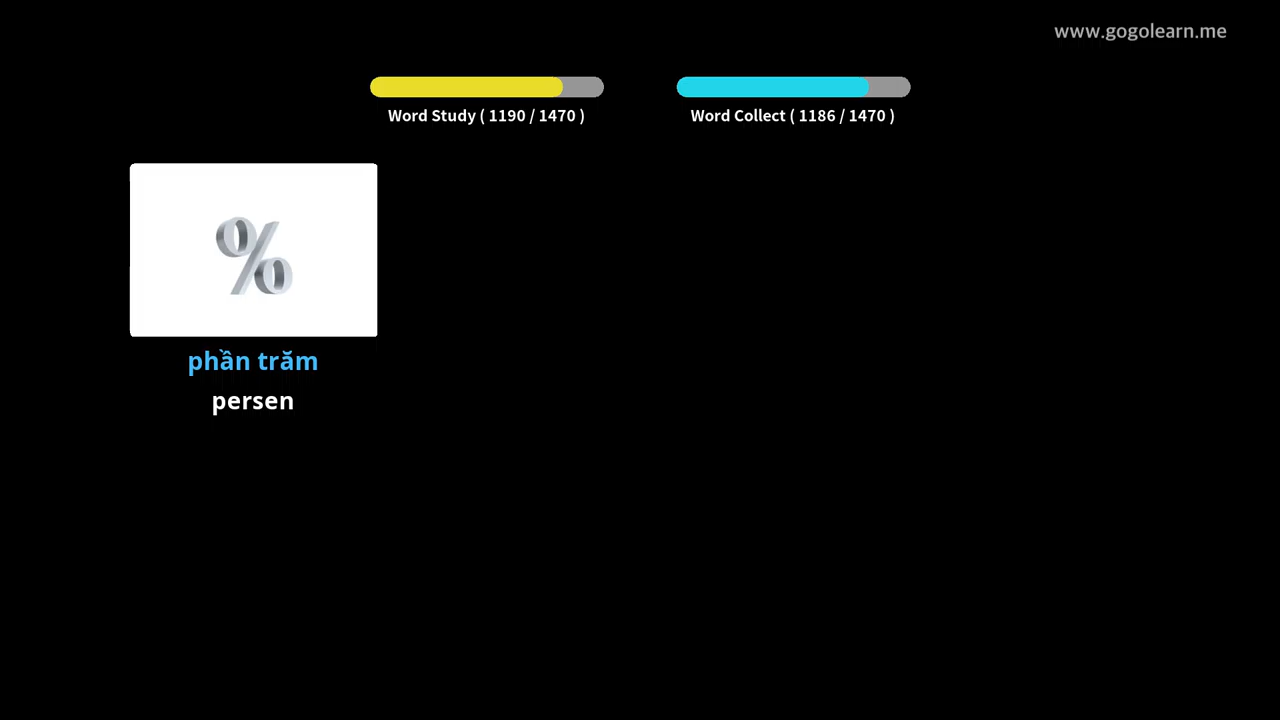 www.gogolearn.me
Word Study ( 1190 / 1470 )
Word Collect ( 1186 / 1470 )
%
phần trăm
persen